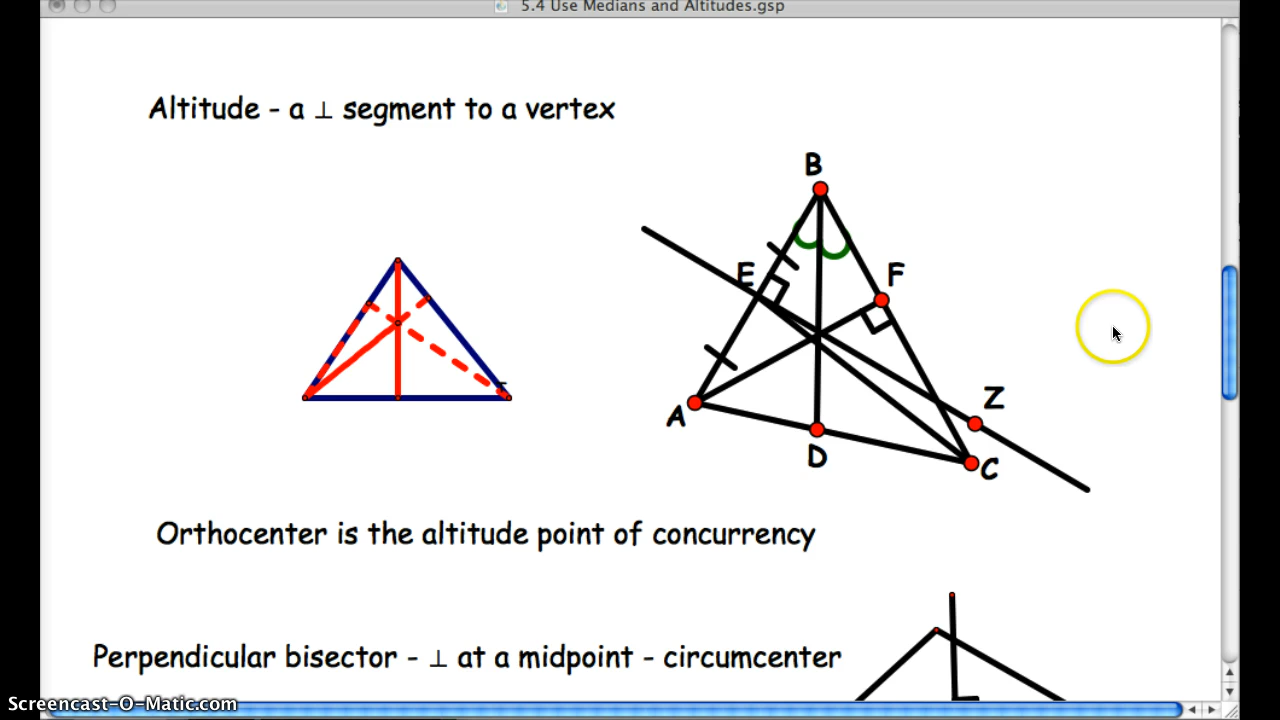 5.4 Use Medians and Altitudes.gsp
Altitude - a ⊥ segment to a vertex
B
E
F
A
Z
D
C
Orthocenter is the altitude point of concurrency
Perpendicular bisector - ⊥ at a midpoint - circumcenter
Screencast-O-Matic.com